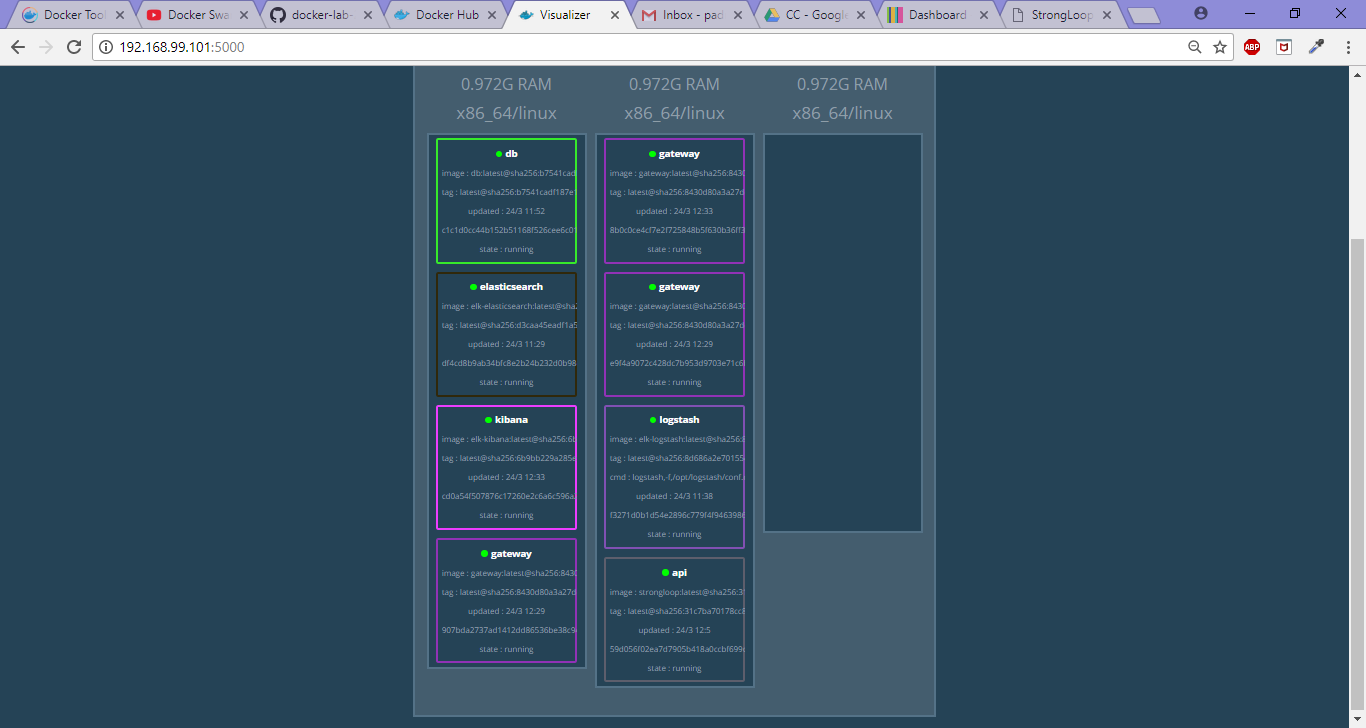 Docker Tool
Docker Swa
docker-lab-
Docker Hub
Visualizer
Inbox - pad
CC - Google
Dashboard
StrongLoop
192.168.99.101:5000
ABP
0.972G RAM
x86_64/linux
db
image : db:latest@sha256:b7541cad
tag : latest@sha256:b7541cadf187e
updated : 24/3 11:52
c1c1d0cc44b152b51168f526cee6c0
state : running
elasticsearch
image : elk-elasticsearch:latest@sha2
tag : latest@sha256:d3caa45eadf1a5
updated : 24/3 11:29
df4cd8b9ab34bfc8e2b24b232d0b98
state : running
kibana
image : elk-kibana:latest@sha256:6b
tag : latest@sha256:6b9bb229a285e
updated : 24/3 12:33
cd0a54f507876c17260e2c6a6c596a2
state : running
gateway
image : gateway:latest@sha256:8430
tag : latest@sha256:8430d80a3a27d
updated : 24/3 12:29
907bda2737ad1412dd86536be38c94
state : running
0.972G RAM
x86_64/linux
gateway
image : gateway:latest@sha256:8430
tag : latest@sha256:8430d80a3a27d
updated : 24/3 12:33
8b0c0ce4cf7e2f725848b5f630b36ff3
state : running
gateway
image : gateway:latest@sha256:8430
tag : latest@sha256:8430d80a3a27d
updated : 24/3 12:29
e9f4a9072c428dc7b953d9703e71c6
state : running
logstash
image : elk-logstash:latest@sha256:8
tag : latest@sha256:8d686a2e70155
cmd : logstash,-f,/opt/logstash/conf.
updated : 24/3 11:38
f3271d0b1d54e2896c779f4f9463986
state : running
api
image : strongloop:latest@sha256:3
tag : latest@sha256:31c7ba70178cc8
updated : 24/3 12:5
59d056f02ea7d7905b418a0ccbf699
state : running
0.972G RAM
x86_64/linux